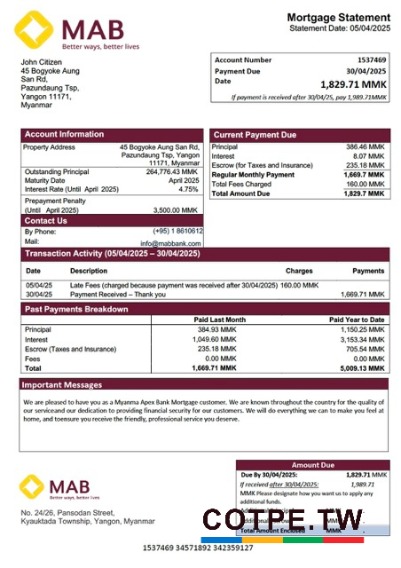 MAB
Better ways, better lives
Mortgage Statement
Statement Date: 05/04/2025
John Citizen
45 Bogyoke Aung
San Rd,
Pazundaung Tsp,
Yangon 11171,
Myanmar
Account Number 1537469
Payment Due 30/04/2025
Date
1,829.71 MMK
If payment is received after 30/04/25, pay 1,989.71MMK
Account Information
Property Address 45 Bogyoke Aung San Rd,
Pazundaung Tsp, Yangon
11171, Myanmar
Outstanding Principal 264,776.43 MMK
Maturity Date April 2025
Interest Rate (Until April 2025) 4.75%
Prepayment Penalty
(Until April 2025) 3,500.00 MMK
Contact Us
By Phone: (+95) 1 8610612
Mail: info@mabbank.com
Current Payment Due
Principal 386.46 MMK
Interest 8.07 MMK
Escrow (for Taxes and Insurance) 235.18 MMK
Regular Monthly Payment 1,669.7 MMK
Total Fees Charged 160.00 MMK
Total Amount Due 1,829.7 MMK
Transaction Activity (05/04/2025 – 30/04/2025)
Date Description Charges Payments
05/04/25 Late Fees (charged because payment was received after 30/04/2025) 160.00 MMK
30/04/25 Payment Received – Thank you 1,669.71 MMK
Past Payments Breakdown
Paid Last Month Paid Year to Date
Principal 384.93 MMK 1,150.25 MMK
Interest 1,049.60 MMK 3,153.34 MMK
Escrow (Taxes and Insurance) 235.18 MMK 705.54 MMK
Fees 0.00 MMK 0.00 MMK
Total 1,669.71 MMK 5,009.13 MMK
Important Messages
We are pleased to have you as a Myanma Apex Bank Mortgage customer. We are known throughout the country for the quality of
our serviceand our dedication to providing financial security for our customers. We will do everything we can to make you feel at
home, and toensure you receive the friendly, professional service you deserve.
MAB
Better ways, better lives
No. 24/26, Pansodan Street,
Kyauktada Township, Yangon, Myanmar
Amount Due
Due By 30/04/2025: 1,829.71 MMK
If received after 30/04/2025: 1,989.71
MMK Please designate how you want us to apply any
additional funds.
COTPE.TW
Total Amount Enclosed MMK
1537469 34571892 342359127